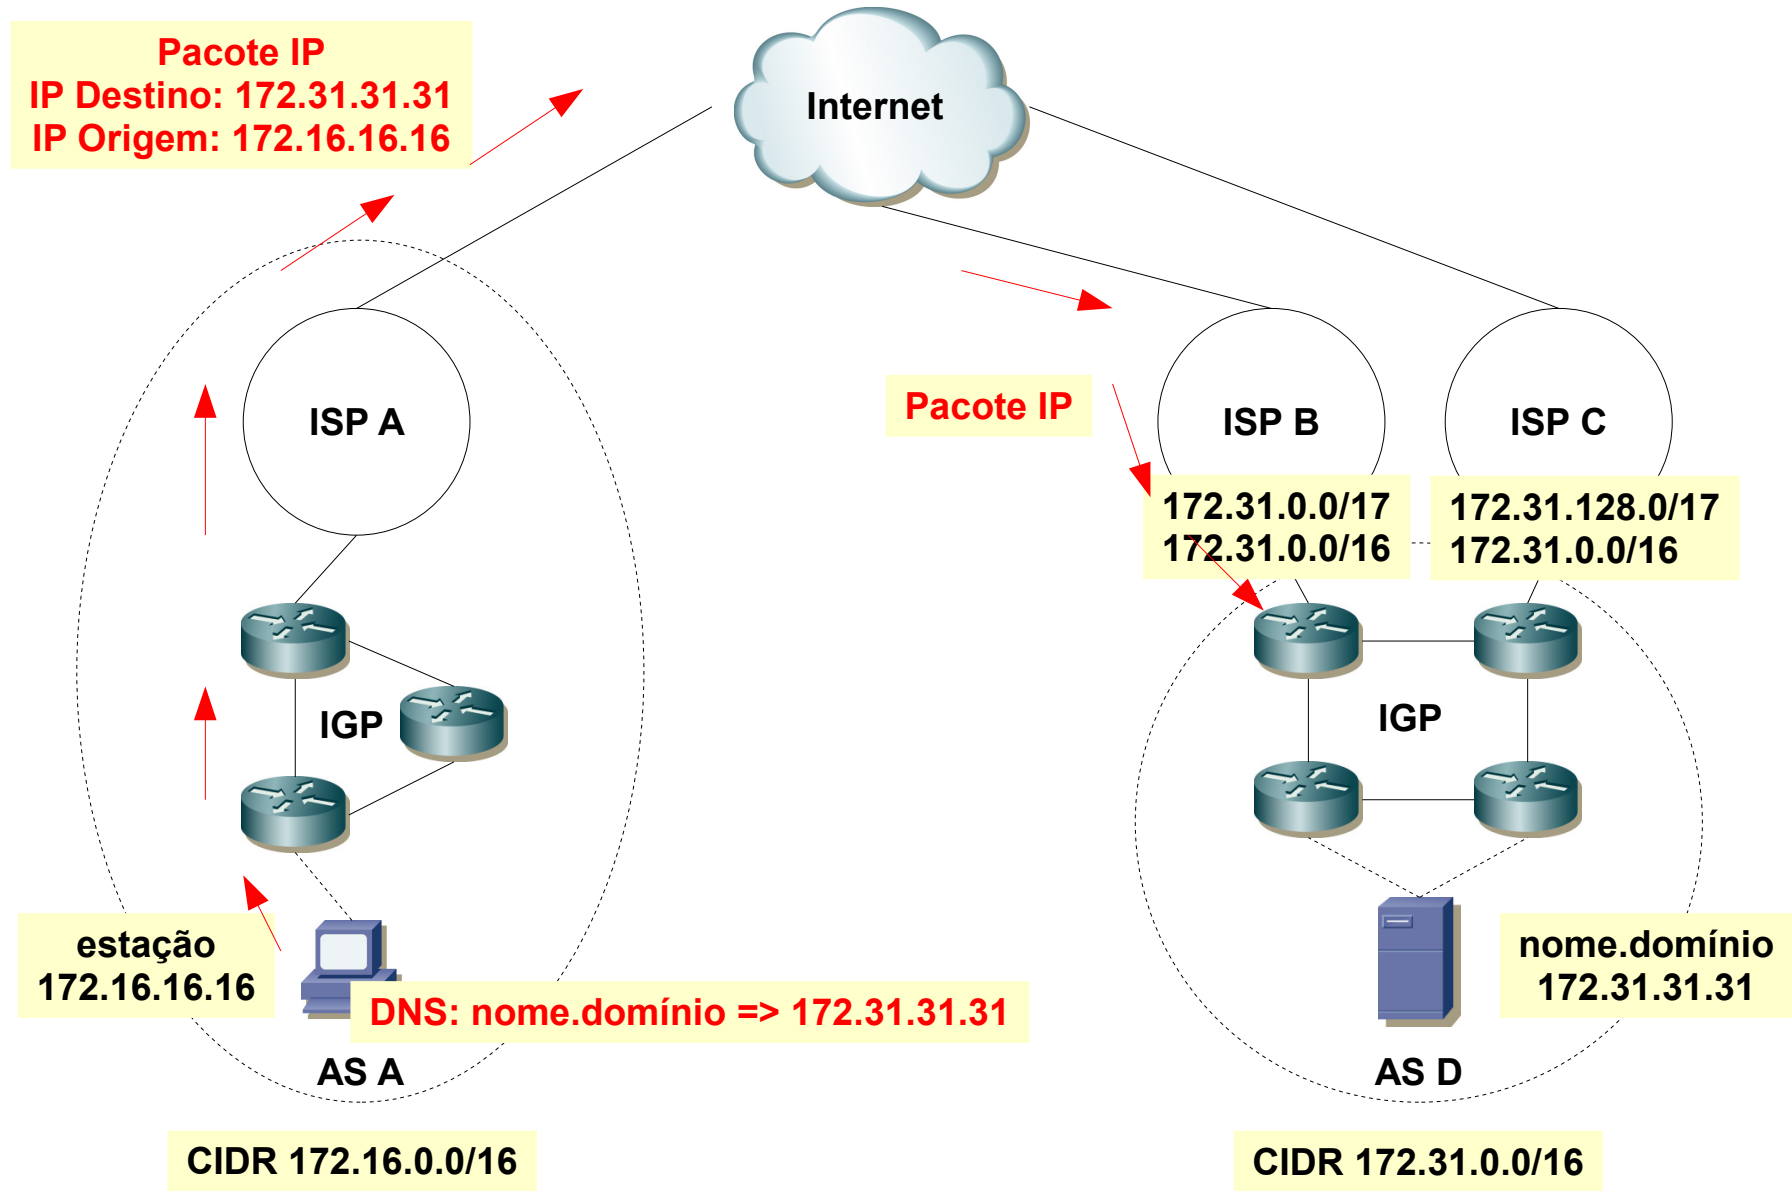 Pacote IP
IP Destino: 172.31.31.31
IP Origem: 172.16.16.16
Internet
ISP A
Pacote IP
ISP B
ISP C
172.31.0.0/17
172.31.0.0/16
172.31.128.0/17
172.31.0.0/16
IGP
IGP
estação
172.16.16.16
DNS: nome.domínio => 172.31.31.31
nome.domínio
172.31.31.31
AS A
AS D
CIDR 172.16.0.0/16
CIDR 172.31.0.0/16